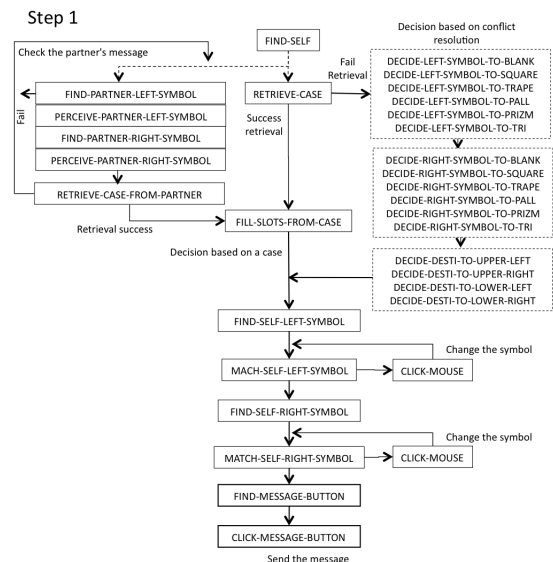 Step 1
Check the partner's message
FIND-SELF
Decision based on conflict
resolution
Fail
Retrieval
FIND-PARTNER-LEFT-SYMBOL
PERCEIVE-PARTNER-LEFT-SYMBOL
FIND-PARTNER-RIGHT-SYMBOL
PERCEIVE-PARTNER-RIGHT-SYMBOL
Fail
RETRIEVE-CASE-FROM-PARTNER
Retrieval success
RETRIEVE-CASE
Success
retrieval
FILL-SLOTS-FROM-CASE
Decision based on a case
DECIDE-LEFT-SYMBOL-TO-BLANK
DECIDE-LEFT-SYMBOL-TO-SQUARE
DECIDE-LEFT-SYMBOL-TO-TRAPE
DECIDE-LEFT-SYMBOL-TO-PALL
DECIDE-LEFT-SYMBOL-TO-PRIZM
DECIDE-LEFT-SYMBOL-TO-TRI
DECIDE-RIGHT-SYMBOL-TO-BLANK
DECIDE-RIGHT-SYMBOL-TO-SQUARE
DECIDE-RIGHT-SYMBOL-TO-TRAPE
DECIDE-RIGHT-SYMBOL-TO-PALL
DECIDE-RIGHT-SYMBOL-TO-PRIZM
DECIDE-RIGHT-SYMBOL-TO-TRI
DECIDE-DESTI-TO-UPPER-LEFT
DECIDE-DESTI-TO-UPPER-RIGHT
DECIDE-DESTI-TO-LOWER-LEFT
DECIDE-DESTI-TO-LOWER-RIGHT
FIND-SELF-LEFT-SYMBOL
Change the symbol
MACH-SELF-LEFT-SYMBOL
CLICK-MOUSE
FIND-SELF-RIGHT-SYMBOL
Change the symbol
MATCH-SELF-RIGHT-SYMBOL
CLICK-MOUSE
FIND-MESSAGE-BUTTON
CLICK-MESSAGE-BUTTON
Send the message